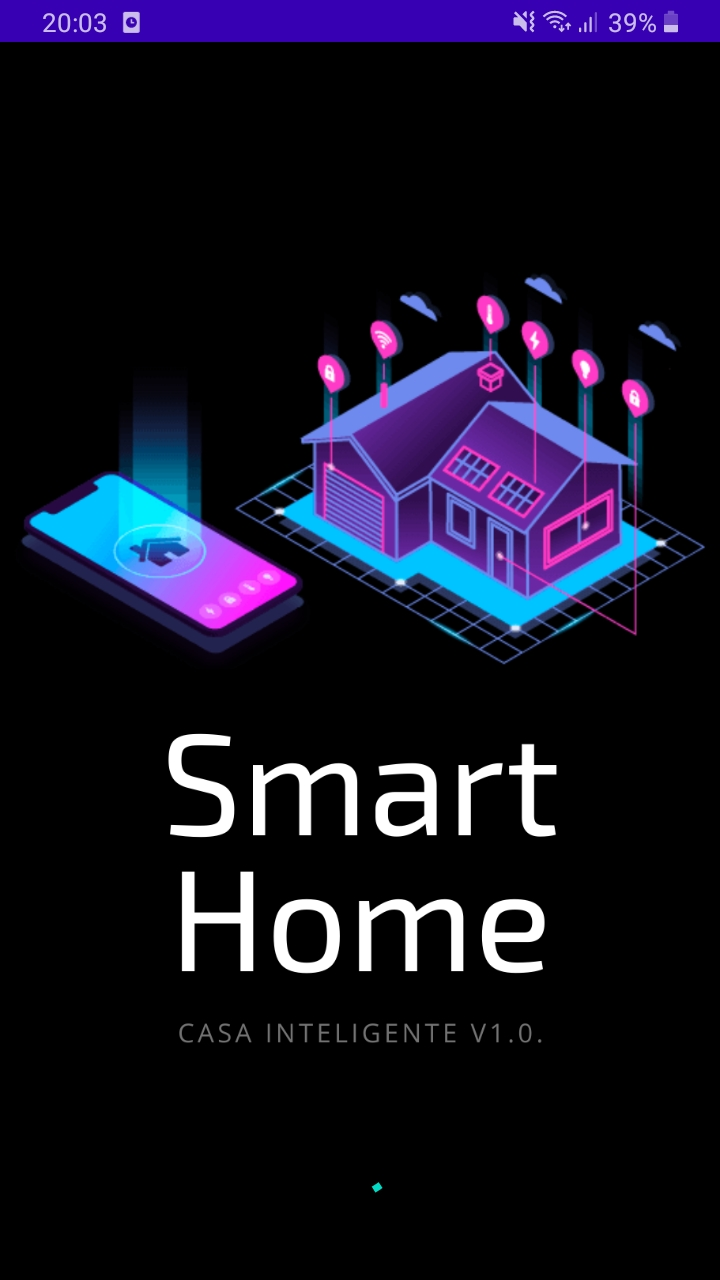 20:03 39%
Smart
Home
CASA INTELIGENTE V1.0.